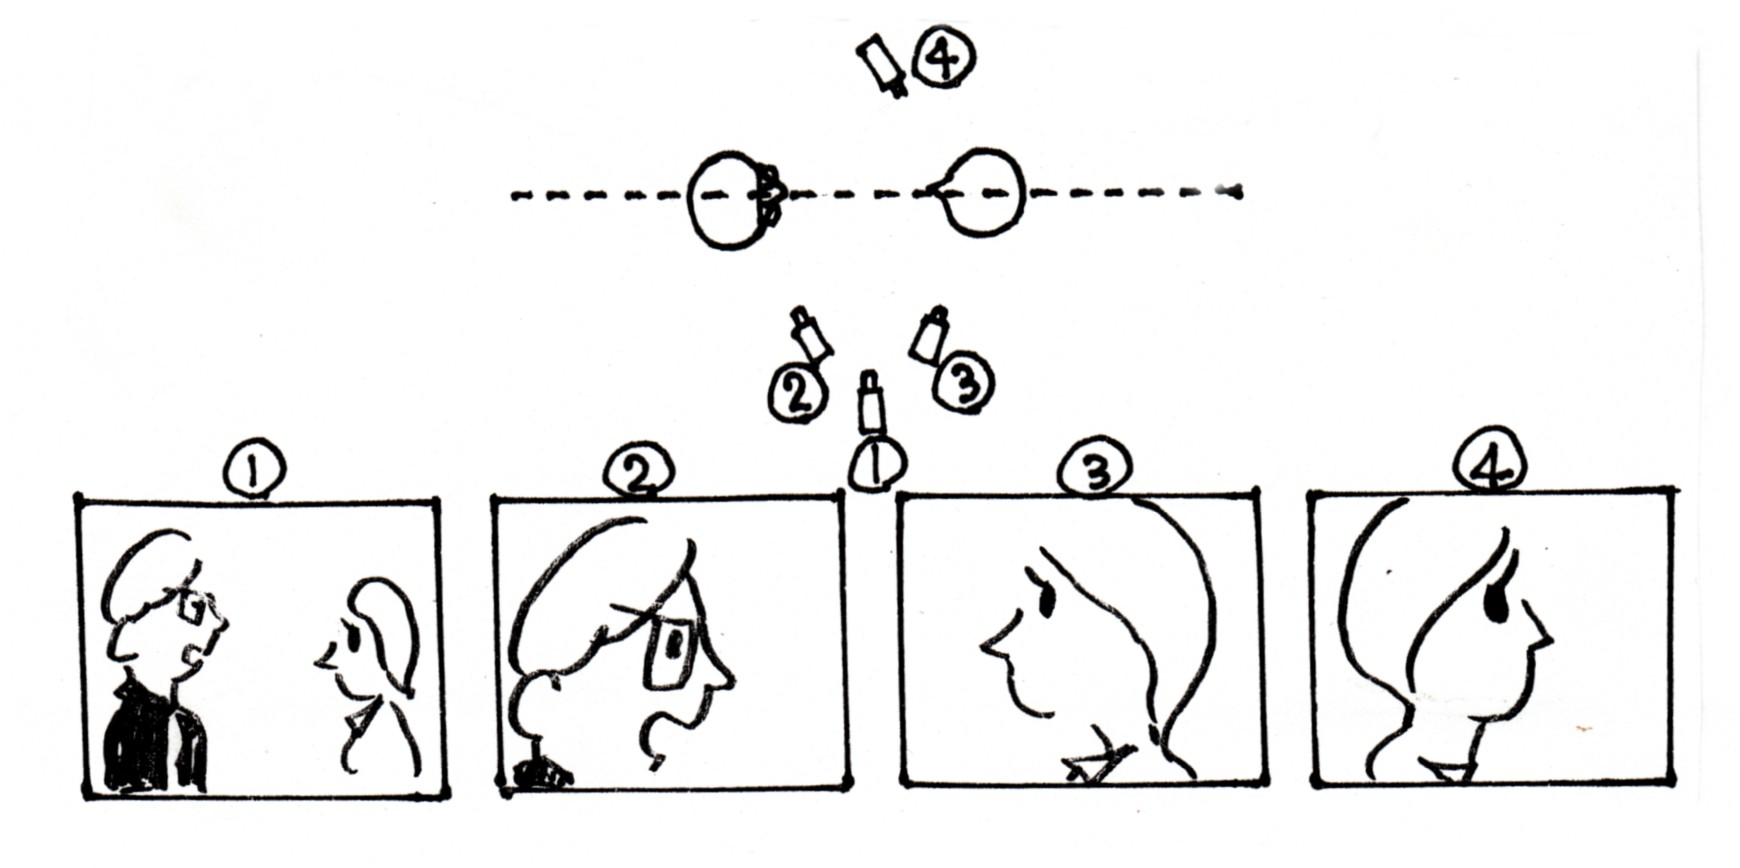 ④
② ③
①
① ② ③ ④